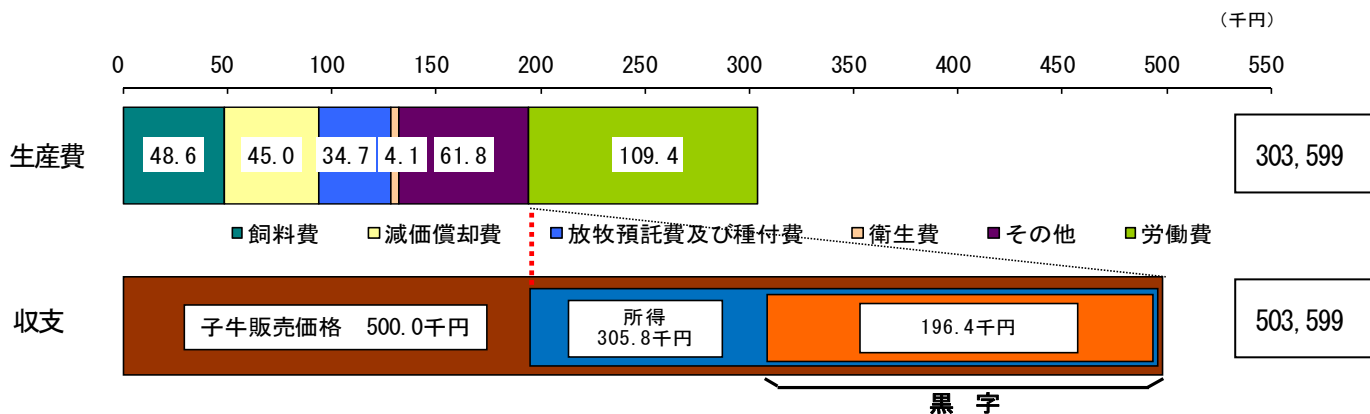 （千円）
0 50 100 150 200 250 300 350 400 450 500 550
生産費 48.6 45.0 34.7 4.1 61.8 109.4 303,599
飼料費 減価償却費 放牧預託費及び種付費 衛生費 その他 労働費
収支 子牛販売価格 500.0千円 所得 196.4千円 503,599
305.8千円
黒 字